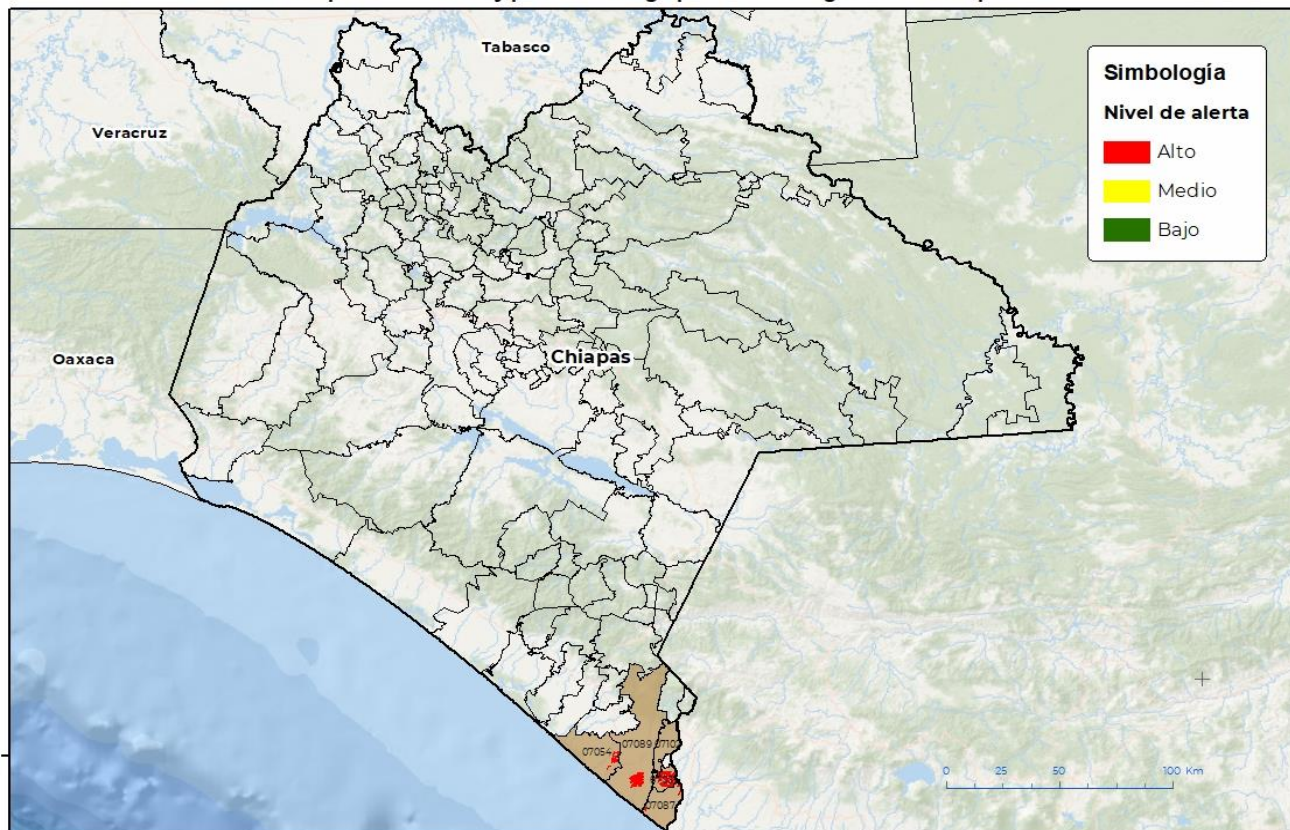 Tabasco
Simbología
Nivel de alerta
Veracruz
Alto
Medio
Bajo
Oaxaca
Chiapas
07054
07089
07102
07087
0 25 50 100 Km